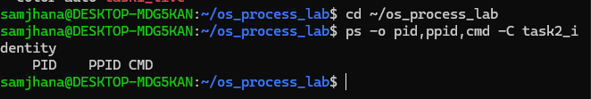 samjhana@DESKTOP-MDG5KAN:~/os_process_lab$ cd ~/os_process_lab
samjhana@DESKTOP-MDG5KAN:~/os_process_lab$ ps -o pid,ppid,cmd -C task2_i
dentity
    PID    PPID CMD
samjhana@DESKTOP-MDG5KAN:~/os_process_lab$